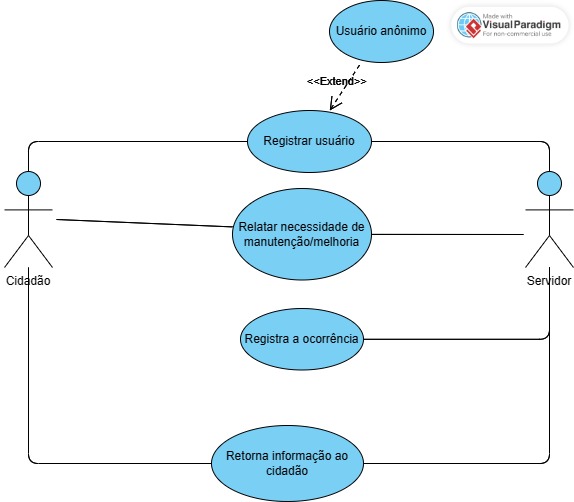 Made with
Visual Paradigm
For non-commercial use
Usuário anônimo
<<Extend>>
Registrar usuário
Relatar necessidade de
manutenção/melhoria
Cidadão
Servidor
Registra a ocorrência
Retorna informação ao
cidadão